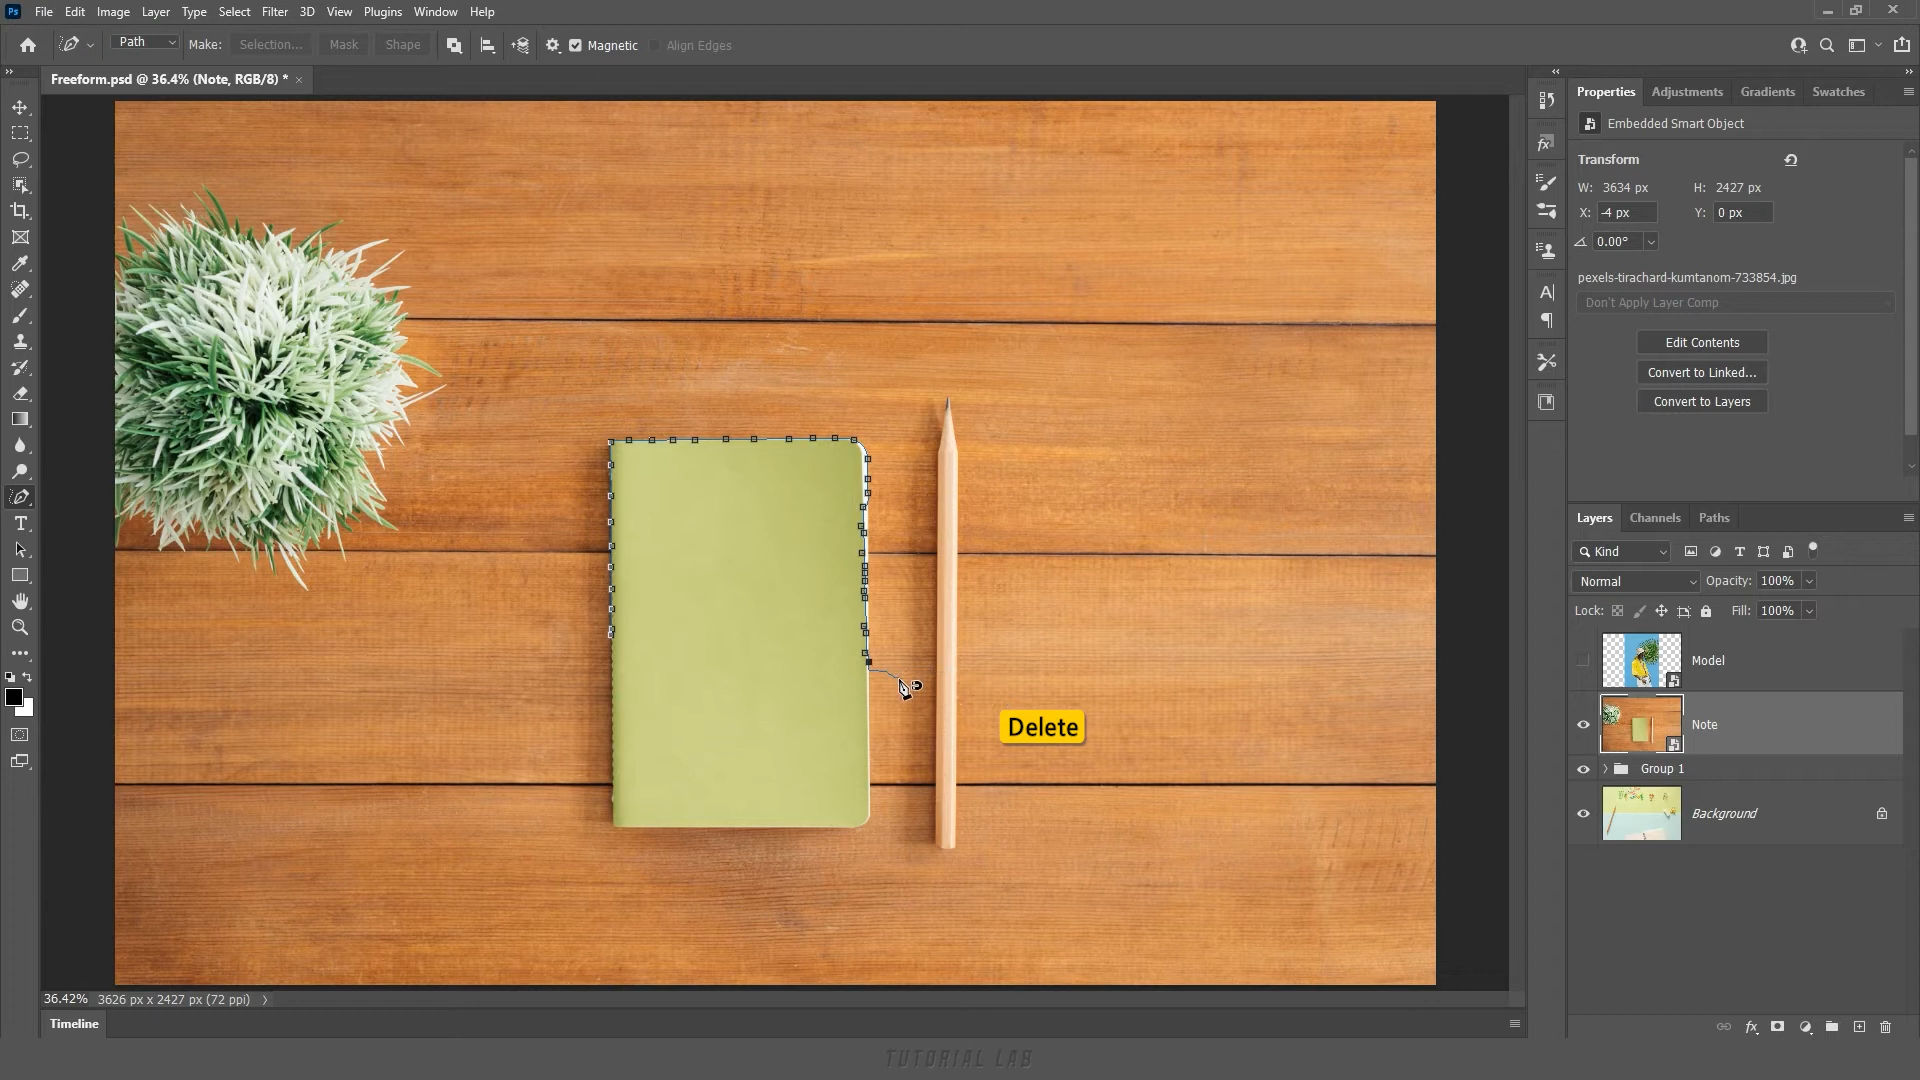 Ps File Edit Image Layer Type Select Filter 3D View Plugins Window Help
Path Make: Selection... Mask Shape Magnetic Align Edges
Freeform.psd @ 36.4% (Note, RGB/8) * ×
Properties Adjustments Gradients Swatches
Embedded Smart Object
Transform
W: 3634 px H: 2427 px
X: -4 px Y: 0 px
0.00°
pexels-tirachard-kumtanom-733854.jpg
Don't Apply Layer Comp
Edit Contents
Convert to Linked...
Convert to Layers
Layers Channels Paths
Kind
Normal Opacity: 100%
Lock: Fill: 100%
Model
Note
Group 1
Background
Delete
36.42% 3626 px x 2427 px (72 ppi)
Timeline
TUTORIAL LAB